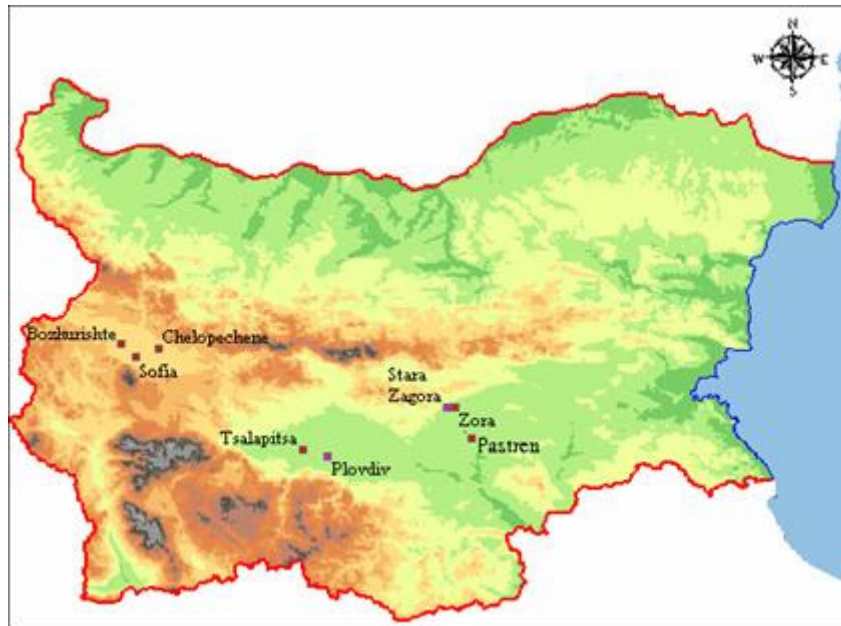 N
W E
S
Bozhurishte
Chelopechene
Sofia
Stara
Zagora
Zora
Tsalapitsa
Pastren
Plovdiv